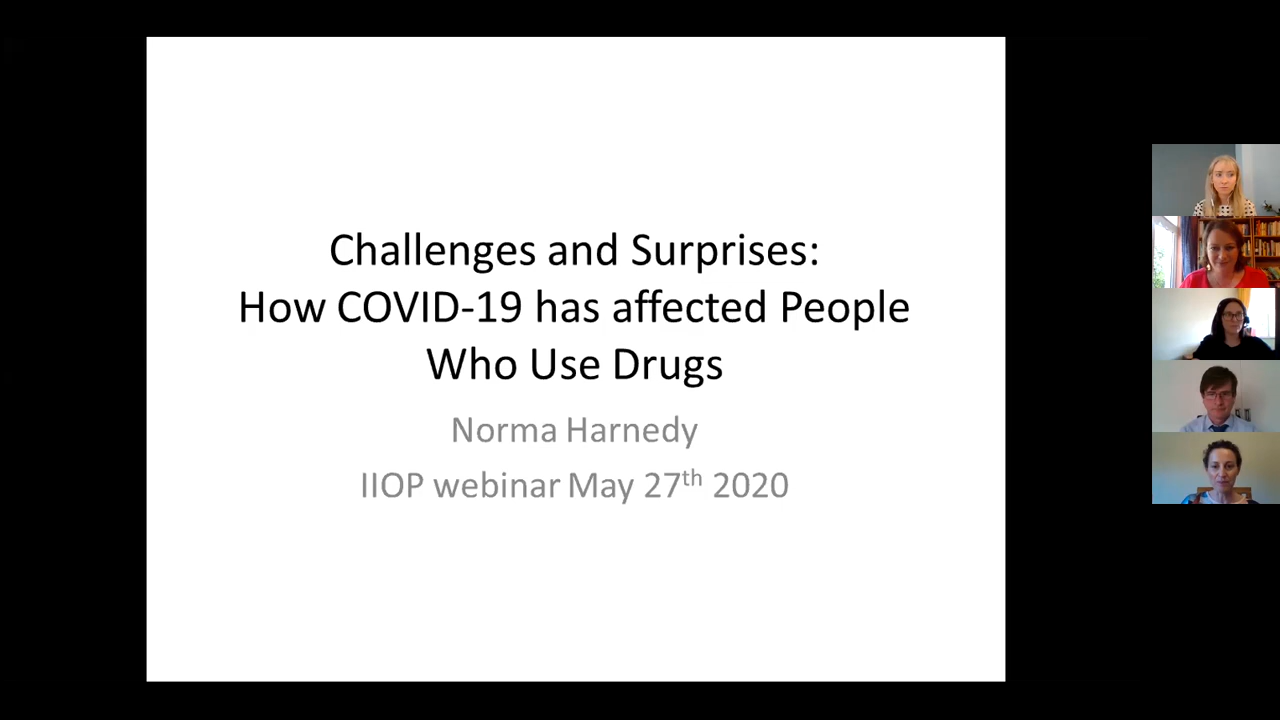 Challenges and Surprises:
How COVID-19 has affected People
Who Use Drugs
Norma Harnedy
IIOP webinar May 27th 2020